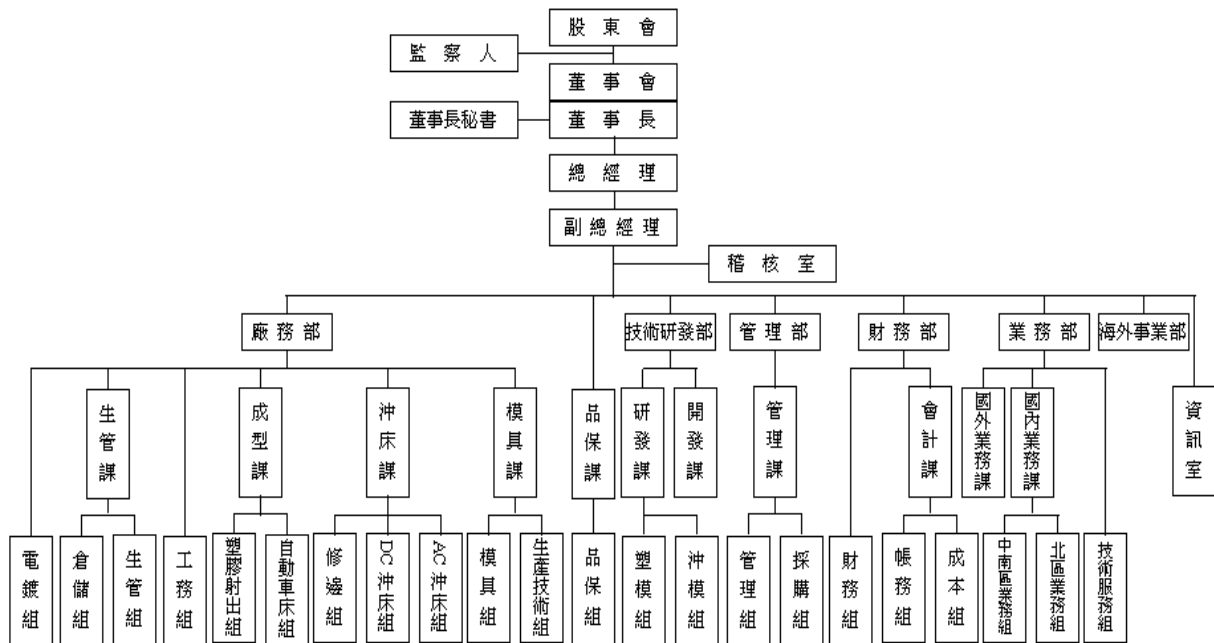 股東會
監察人
董事會
董事長秘書
董事長
總經理
副總經理
稽核室
廠務部
技術研發部
管理部
財務部
業務部
海外事業部
生管課
成型課
沖床課
模具課
品保課
研發課
開發課
管理課
會計課
國外業務課
國內業務課
資訊室
電鍍組
倉儲組
生管組
工務組
塑膠射出組
自動車床組
修邊組
DC沖床組
AC沖床組
模具組
生產技術組
品保組
塑模組
沖模組
管理組
採購組
財務組
帳務組
成本組
中南區業務組
北區業務組
技術服務組